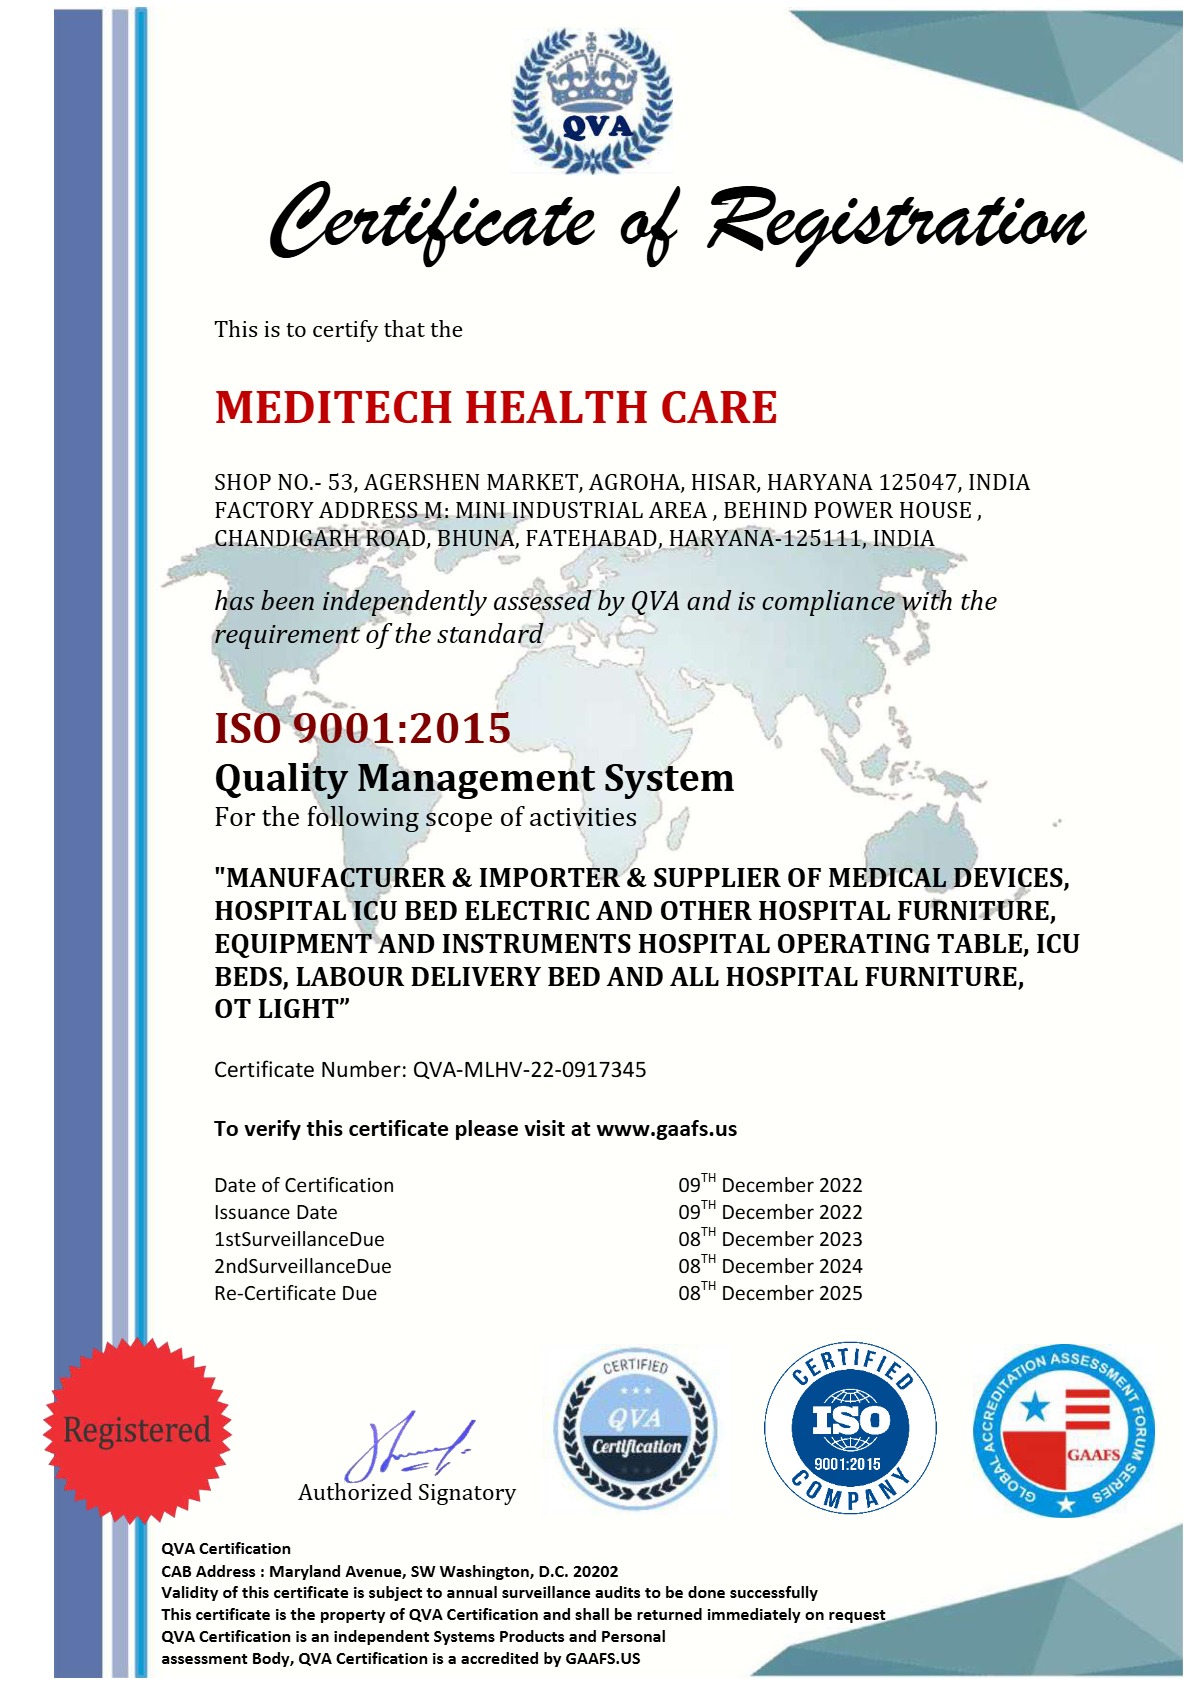 QVA
Certificate of Registration
This is to certify that the
MEDITECH HEALTH CARE
SHOP NO.- 53, AGERSHEN MARKET, AGROHA, HISAR, HARYANA 125047, INDIA
FACTORY ADDRESS M: MINI INDUSTRIAL AREA , BEHIND POWER HOUSE ,
CHANDIGARH ROAD, BHUNA, FATEHABAD, HARYANA-125111, INDIA
has been independently assessed by QVA and is compliance with the
requirement of the standard
ISO 9001:2015
Quality Management System
For the following scope of activities
"MANUFACTURER & IMPORTER & SUPPLIER OF MEDICAL DEVICES,
HOSPITAL ICU BED ELECTRIC AND OTHER HOSPITAL FURNITURE,
EQUIPMENT AND INSTRUMENTS HOSPITAL OPERATING TABLE, ICU
BEDS, LABOUR DELIVERY BED AND ALL HOSPITAL FURNITURE,
OT LIGHT”
Certificate Number: QVA-MLHV-22-0917345
To verify this certificate please visit at www.gaafs.us
Date of Certification 09TH December 2022
Issuance Date 09TH December 2022
1stSurveillanceDue 08TH December 2023
2ndSurveillanceDue 08TH December 2024
Re-Certificate Due 08TH December 2025
Registered
Authorized Signatory
CERTIFIED
QVA
Certification
CERTIFIED
ISO
9001:2015
COMPANY
GLOBAL ACCREDITATION ASSESSMENT FORUM SERIES
GAAFS
QVA Certification
CAB Address : Maryland Avenue, SW Washington, D.C. 20202
Validity of this certificate is subject to annual surveillance audits to be done successfully
This certificate is the property of QVA Certification and shall be returned immediately on request
QVA Certification is an independent Systems Products and Personal
assessment Body, QVA Certification is a accredited by GAAFS.US